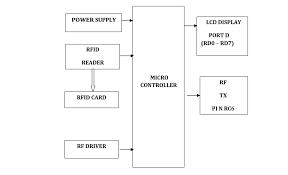 POWER SUPPLY
RFID
READER
RFID CARD
RF DRIVER
MICRO
CONTROLLER
LCD DISPLAY
PORT D
(RD0 – RD7)
RF
TX
PI N RC6